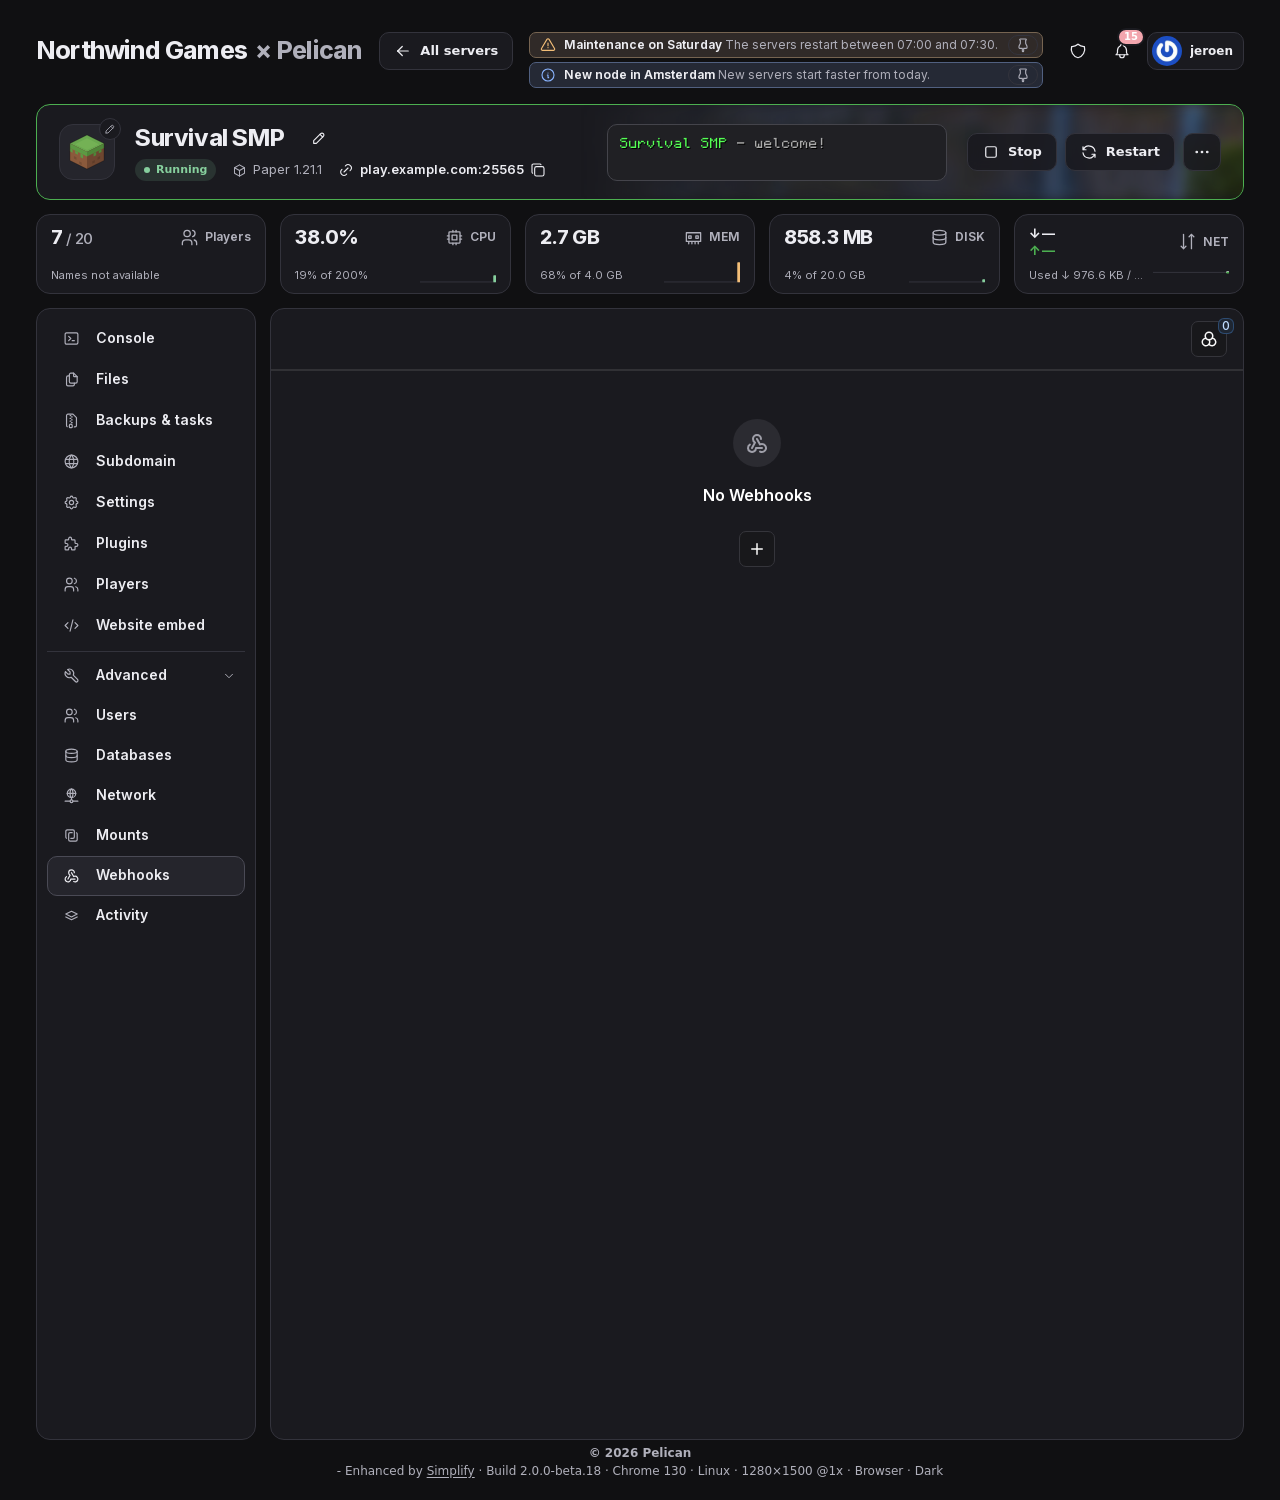 Northwind Games × Pelican
All servers
Maintenance on Saturday The servers restart between 07:00 and 07:30.
New node in Amsterdam New servers start faster from today.
15
jeroen
Survival SMP
Running
Paper 1.21.1
play.example.com:25565
Survival SMP - welcome!
Stop
Restart
7 / 20
Players
Names not available
38.0%
CPU
19% of 200%
2.7 GB
MEM
68% of 4.0 GB
858.3 MB
DISK
4% of 20.0 GB
↓—
↑—
NET
Used ↓ 976.6 KB / ...
Console
Files
Backups & tasks
Subdomain
Settings
Plugins
Players
Website embed
Advanced
Users
Databases
Network
Mounts
Webhooks
Activity
0
No Webhooks
© 2026 Pelican
- Enhanced by Simplify · Build 2.0.0-beta.18 · Chrome 130 · Linux · 1280×1500 @1x · Browser · Dark